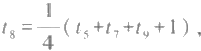 t₈ = 1/4 ( t₅ + t₇ + t₉ + 1 ) ,